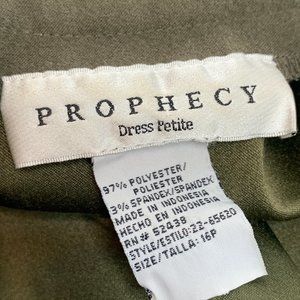 PROPHECY
Dress Petite
97% POLYESTER/
POLIESTER
3% SPANDEX/SPANDEX
MADE IN INDONESIA
HECHO EN INDONESIA
RN# 52438
STYLE/ESTILO:22-65620
SIZE/TALLA: 16P